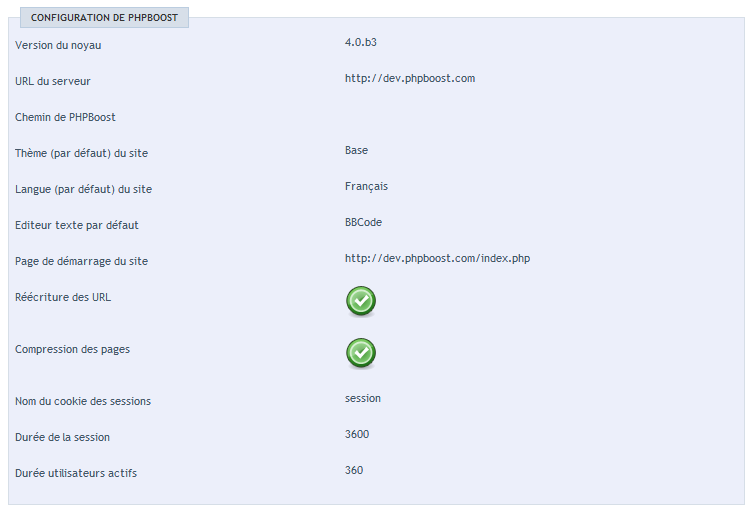 CONFIGURATION DE PHPBOOST
Version du noyau 4.0.b3
URL du serveur http://dev.phpboost.com
Chemin de PHPBoost
Thème (par défaut) du site Base
Langue (par défaut) du site Français
Editeur texte par défaut BBCode
Page de démarrage du site http://dev.phpboost.com/index.php
Réécriture des URL
Compression des pages
Nom du cookie des sessions session
Durée de la session 3600
Durée utilisateurs actifs 360